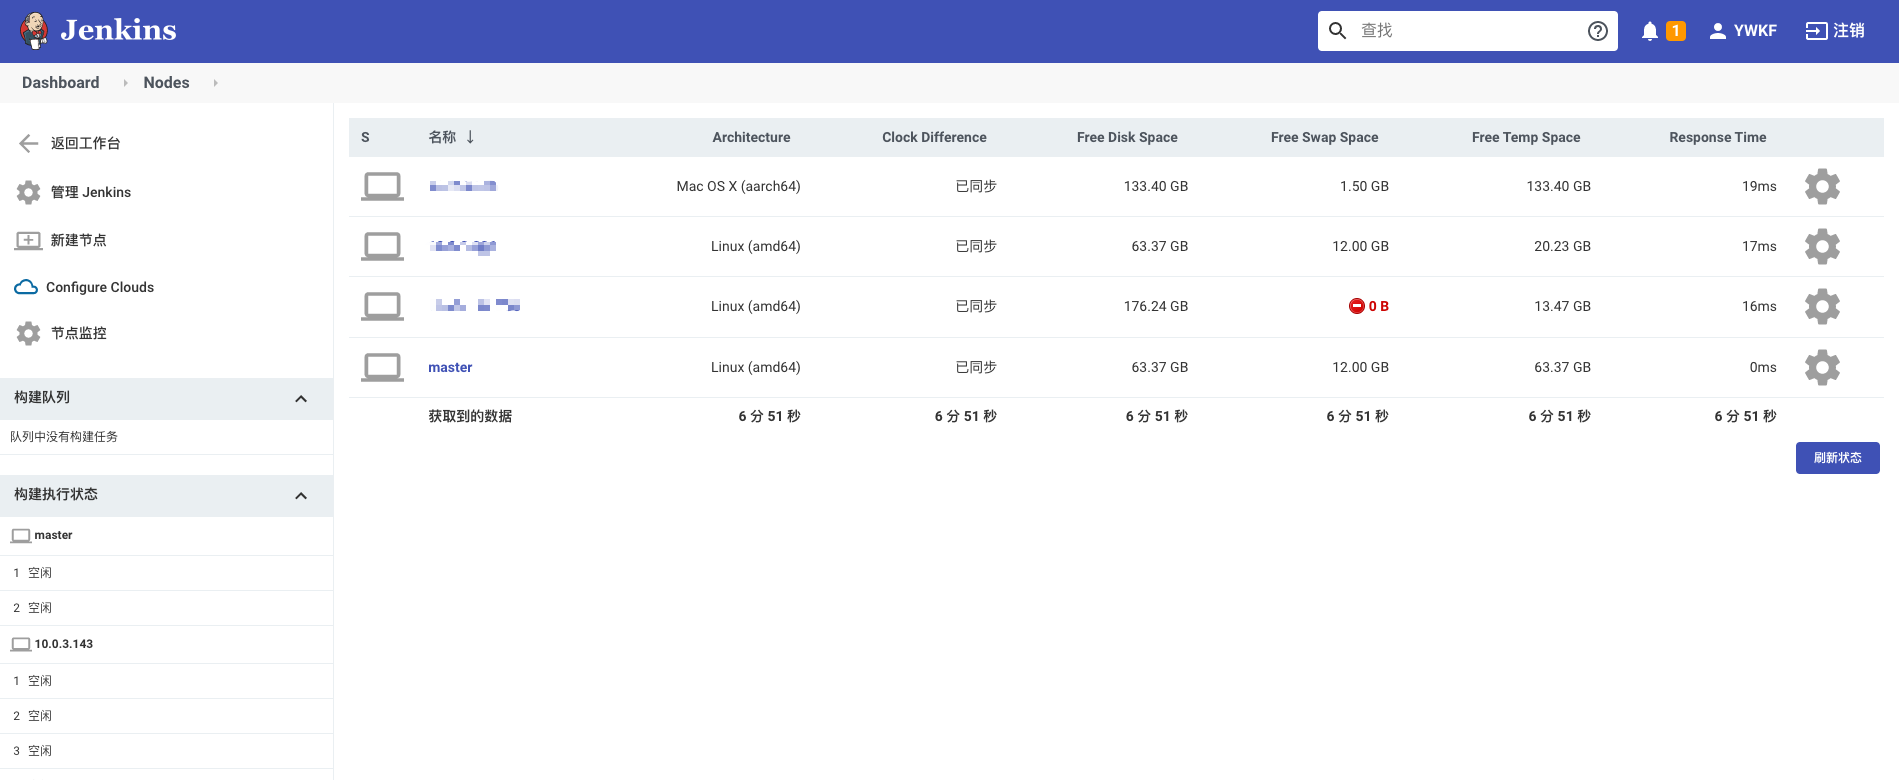 Jenkins
查找
1
YWKF
注销
Dashboard
Nodes
返回工作台
管理 Jenkins
新建节点
Configure Clouds
节点监控
构建队列
队列中没有构建任务
构建执行状态
master
1 空闲
2 空闲
10.0.3.143
1 空闲
2 空闲
3 空闲
S 名称 ↓ Architecture Clock Difference Free Disk Space Free Swap Space Free Temp Space Response Time
Mac OS X (aarch64) 已同步 133.40 GB 1.50 GB 133.40 GB 19ms
Linux (amd64) 已同步 63.37 GB 12.00 GB 20.23 GB 17ms
Linux (amd64) 已同步 176.24 GB 0 B 13.47 GB 16ms
master Linux (amd64) 已同步 63.37 GB 12.00 GB 63.37 GB 0ms
获取到的数据 6 分 51 秒 6 分 51 秒 6 分 51 秒 6 分 51 秒 6 分 51 秒 6 分 51 秒
刷新状态